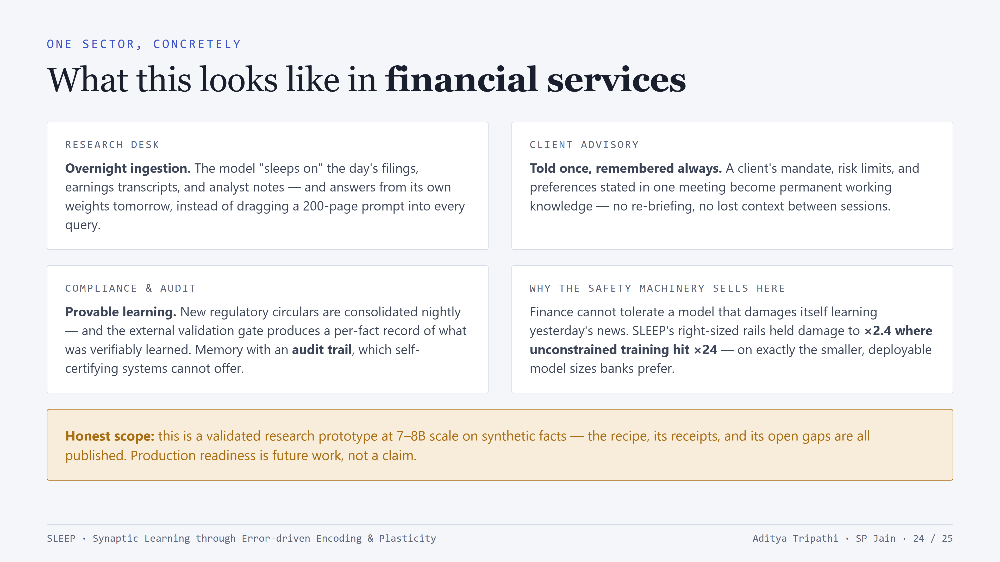 ONE SECTOR, CONCRETELY
What this looks like in financial services
RESEARCH DESK
Overnight ingestion. The model "sleeps on" the day's filings,
earnings transcripts, and analyst notes — and answers from its own
weights tomorrow, instead of dragging a 200-page prompt into every
query.
CLIENT ADVISORY
Told once, remembered always. A client's mandate, risk limits, and
preferences stated in one meeting become permanent working
knowledge — no re-briefing, no lost context between sessions.
COMPLIANCE & AUDIT
Provable learning. New regulatory circulars are consolidated nightly
— and the external validation gate produces a per-fact record of what
was verifiably learned. Memory with an audit trail, which self-
certifying systems cannot offer.
WHY THE SAFETY MACHINERY SELLS HERE
Finance cannot tolerate a model that damages itself learning
yesterday's news. SLEEP's right-sized rails held damage to ×2.4 where
unconstrained training hit ×24 — on exactly the smaller, deployable
model sizes banks prefer.
Honest scope: this is a validated research prototype at 7–8B scale on synthetic facts — the recipe, its receipts, and its open gaps are all
published. Production readiness is future work, not a claim.
SLEEP · Synaptic Learning through Error-driven Encoding & Plasticity
Aditya Tripathi · SP Jain · 24 / 25